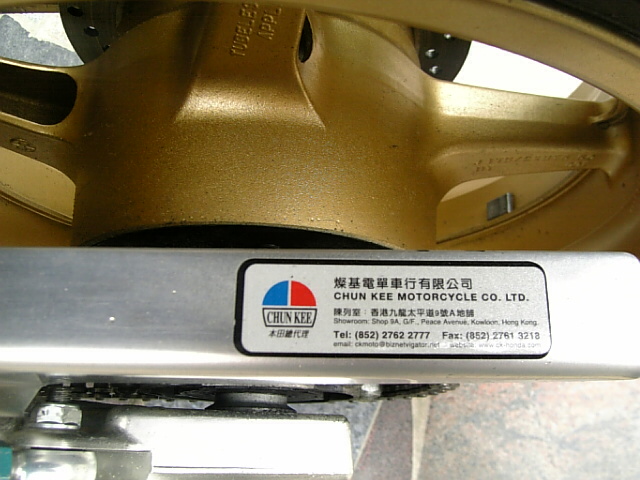 TUBELESS
APPL
燦基電單車行有限公司
CHUN KEE MOTORCYCLE CO. LTD.
陳列室：香港九龍太平道9號A地舖
Showroom: Shop 9A, G/F., Peace Avenue, Kowloon, Hong Kong.
Tel: (852) 2762 2777 Fax: (852) 2761 3218
email: ckmoto@biznetvigator.net website: www.ck-honda.com
CHUN KEE
本田總代理